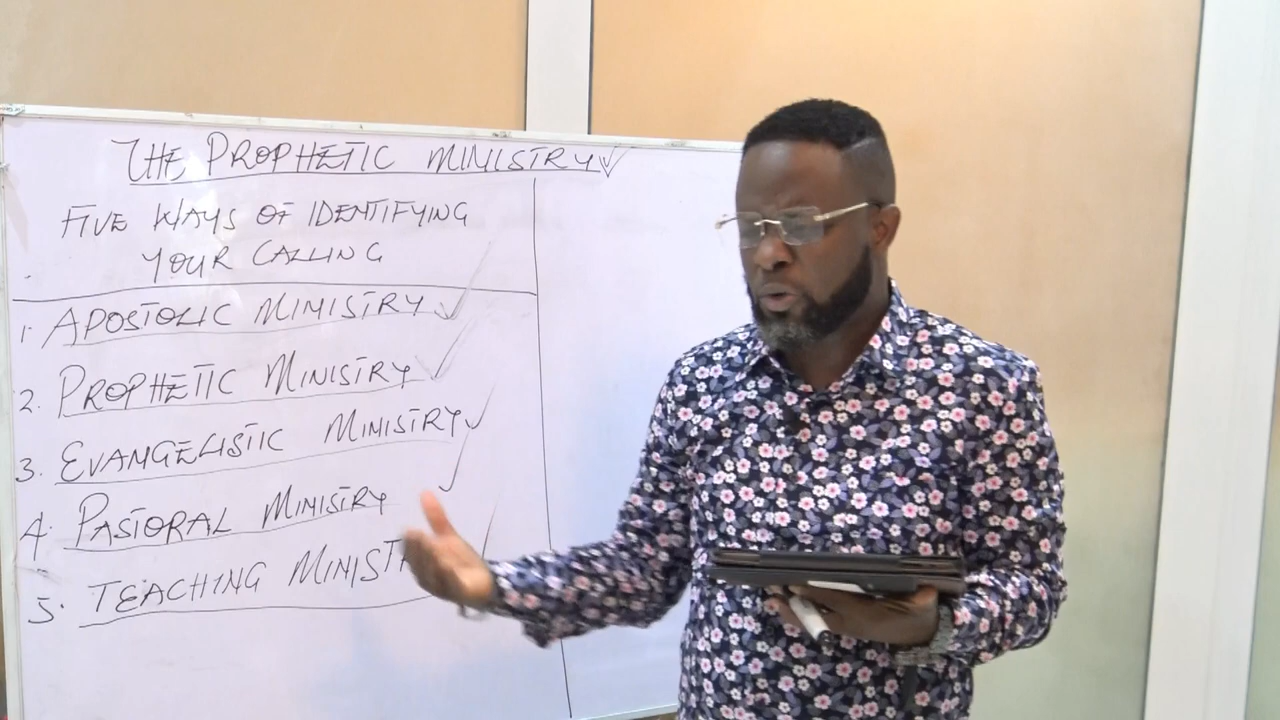 THE PROPHETIC MINISTRY
FIVE WAYS OF IDENTIFYING
YOUR CALLING
1. APOSTOLIC MINISTRY
2. PROPHETIC MINISTRY
3. EVANGELISTIC MINISTRY
4. PASTORAL MINISTRY
5. TEACHING MINIST